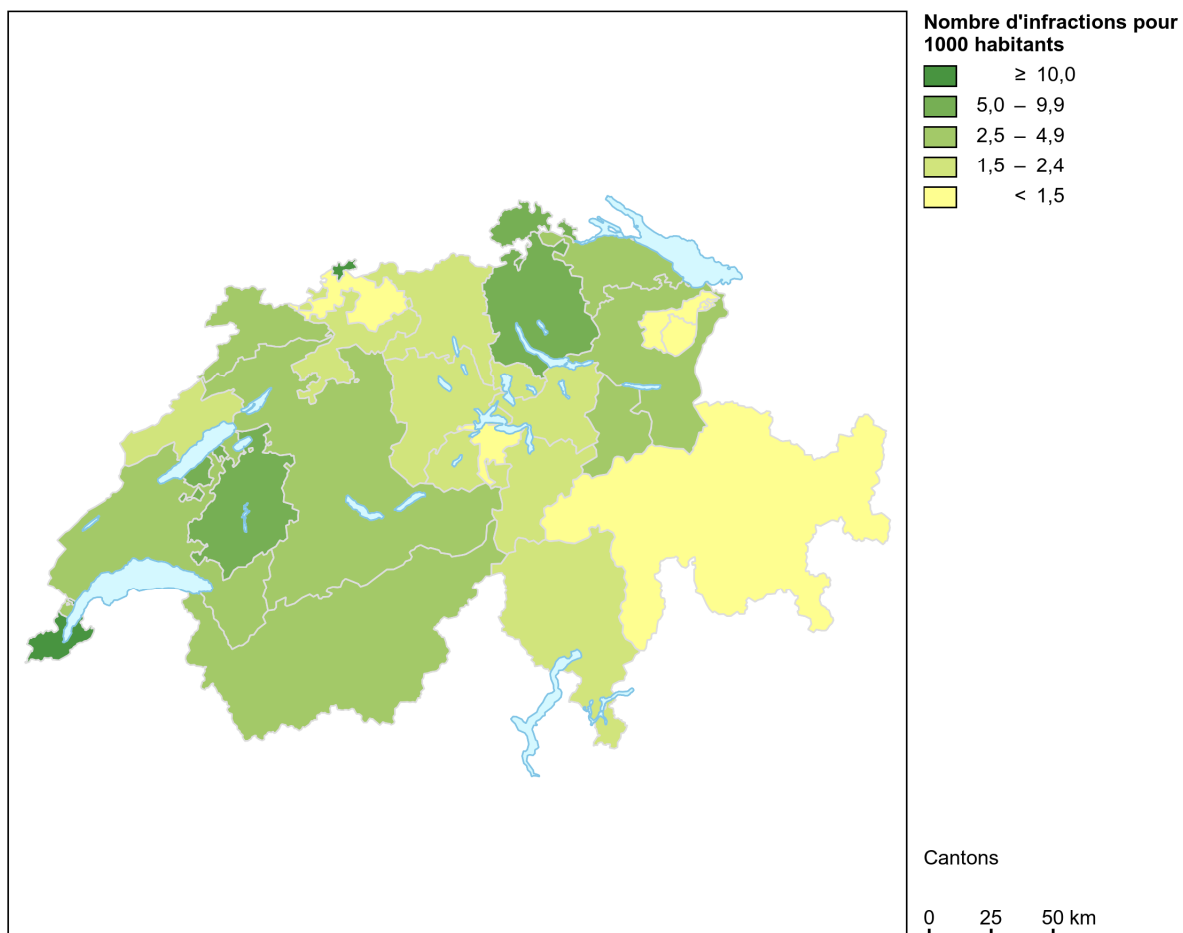 Nombre d'infractions pour
1000 habitants
≥ 10,0
5,0 – 9,9
2,5 – 4,9
1,5 – 2,4
< 1,5
Cantons
0 25 50 km